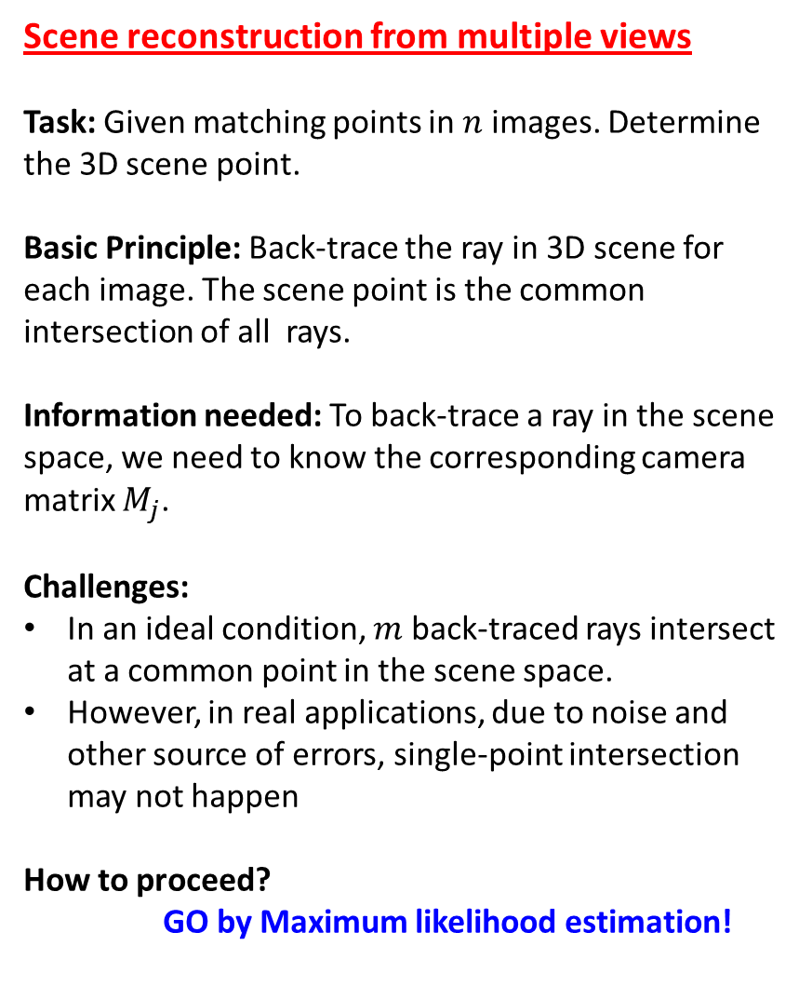 Scene reconstruction from multiple views
Task: Given matching points in n images. Determine
the 3D scene point.
Basic Principle: Back-trace the ray in 3D scene for
each image. The scene point is the common
intersection of all rays.
Information needed: To back-trace a ray in the scene
space, we need to know the corresponding camera
matrix M_j.
Challenges:
• In an ideal condition, m back-traced rays intersect
at a common point in the scene space.
• However, in real applications, due to noise and
other source of errors, single-point intersection
may not happen
How to proceed?
GO by Maximum likelihood estimation!